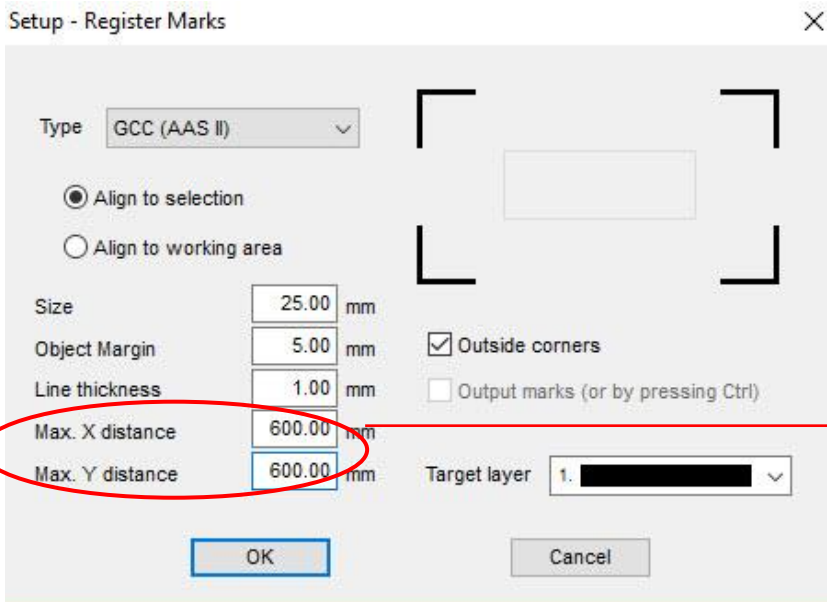 Setup - Register Marks
Type GCC (AAS II)
Align to selection
Align to working area
Size 25.00 mm
Object Margin 5.00 mm
Outside corners
Line thickness 1.00 mm
Output marks (or by pressing Ctrl)
Max. X distance 600.00 mm
Max. Y distance 600.00 mm
Target layer 1.
OK Cancel